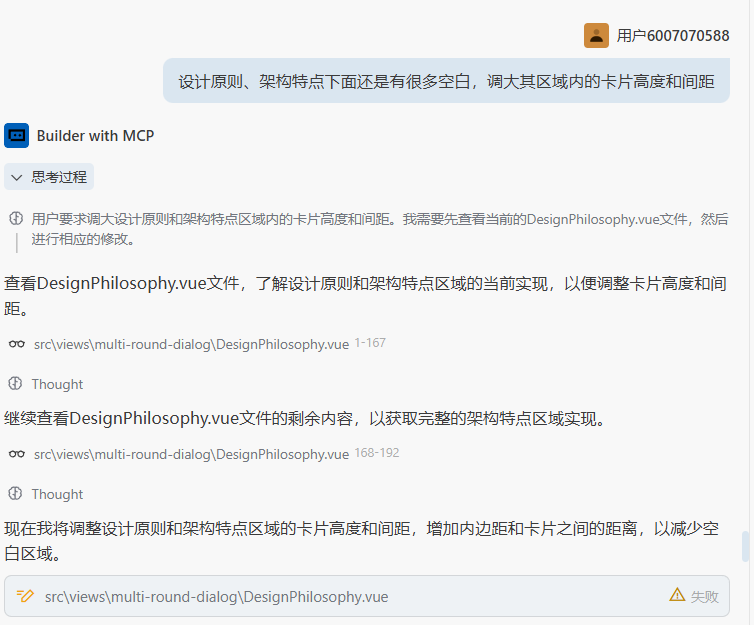 用户6007070588
设计原则、架构特点下面还是有很多空白，调大其区域内的卡片高度和间距
Builder with MCP
思考过程
用户要求调大设计原则和架构特点区域内的卡片高度和间距。我需要先查看当前的DesignPhilosophy.vue文件，然后
进行相应的修改。
查看DesignPhilosophy.vue文件，了解设计原则和架构特点区域的当前实现，以便调整卡片高度和间
距。
src\views\multi-round-dialog\DesignPhilosophy.vue 1-167
Thought
继续查看DesignPhilosophy.vue文件的剩余内容，以获取完整的架构特点区域实现。
src\views\multi-round-dialog\DesignPhilosophy.vue 168-192
Thought
现在我将调整设计原则和架构特点区域的卡片高度和间距，增加内边距和卡片之间的距离，以减少空
白区域。
src\views\multi-round-dialog\DesignPhilosophy.vue 失败